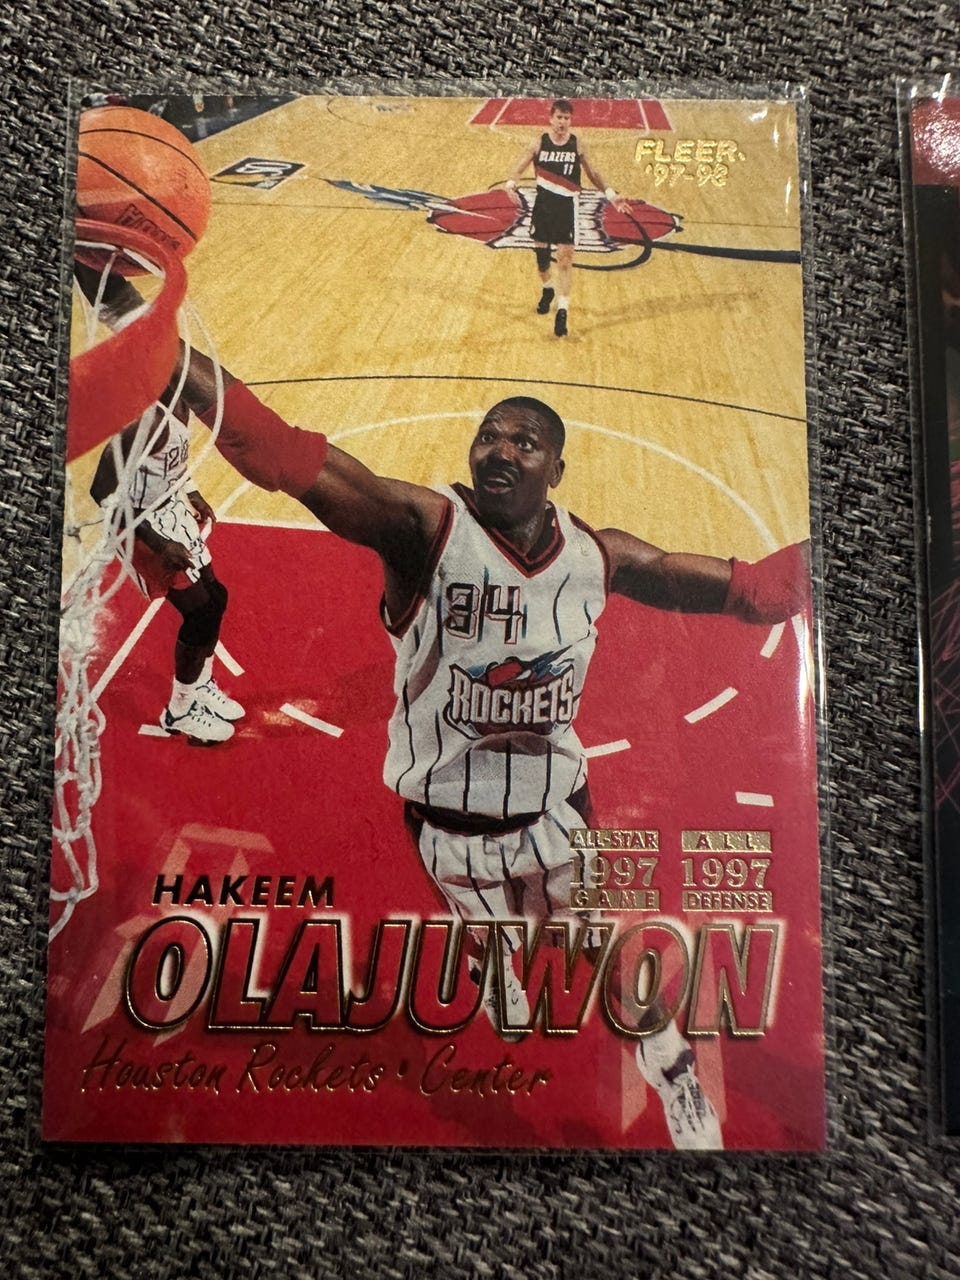 FLEER.
'97-98
BLAZERS
11
12
34
ROCKETS
ALL-STAR
1997
GAME
ALL
1997
DEFENSE
HAKEEM
OLAJUWON
Houston Rockets • Center